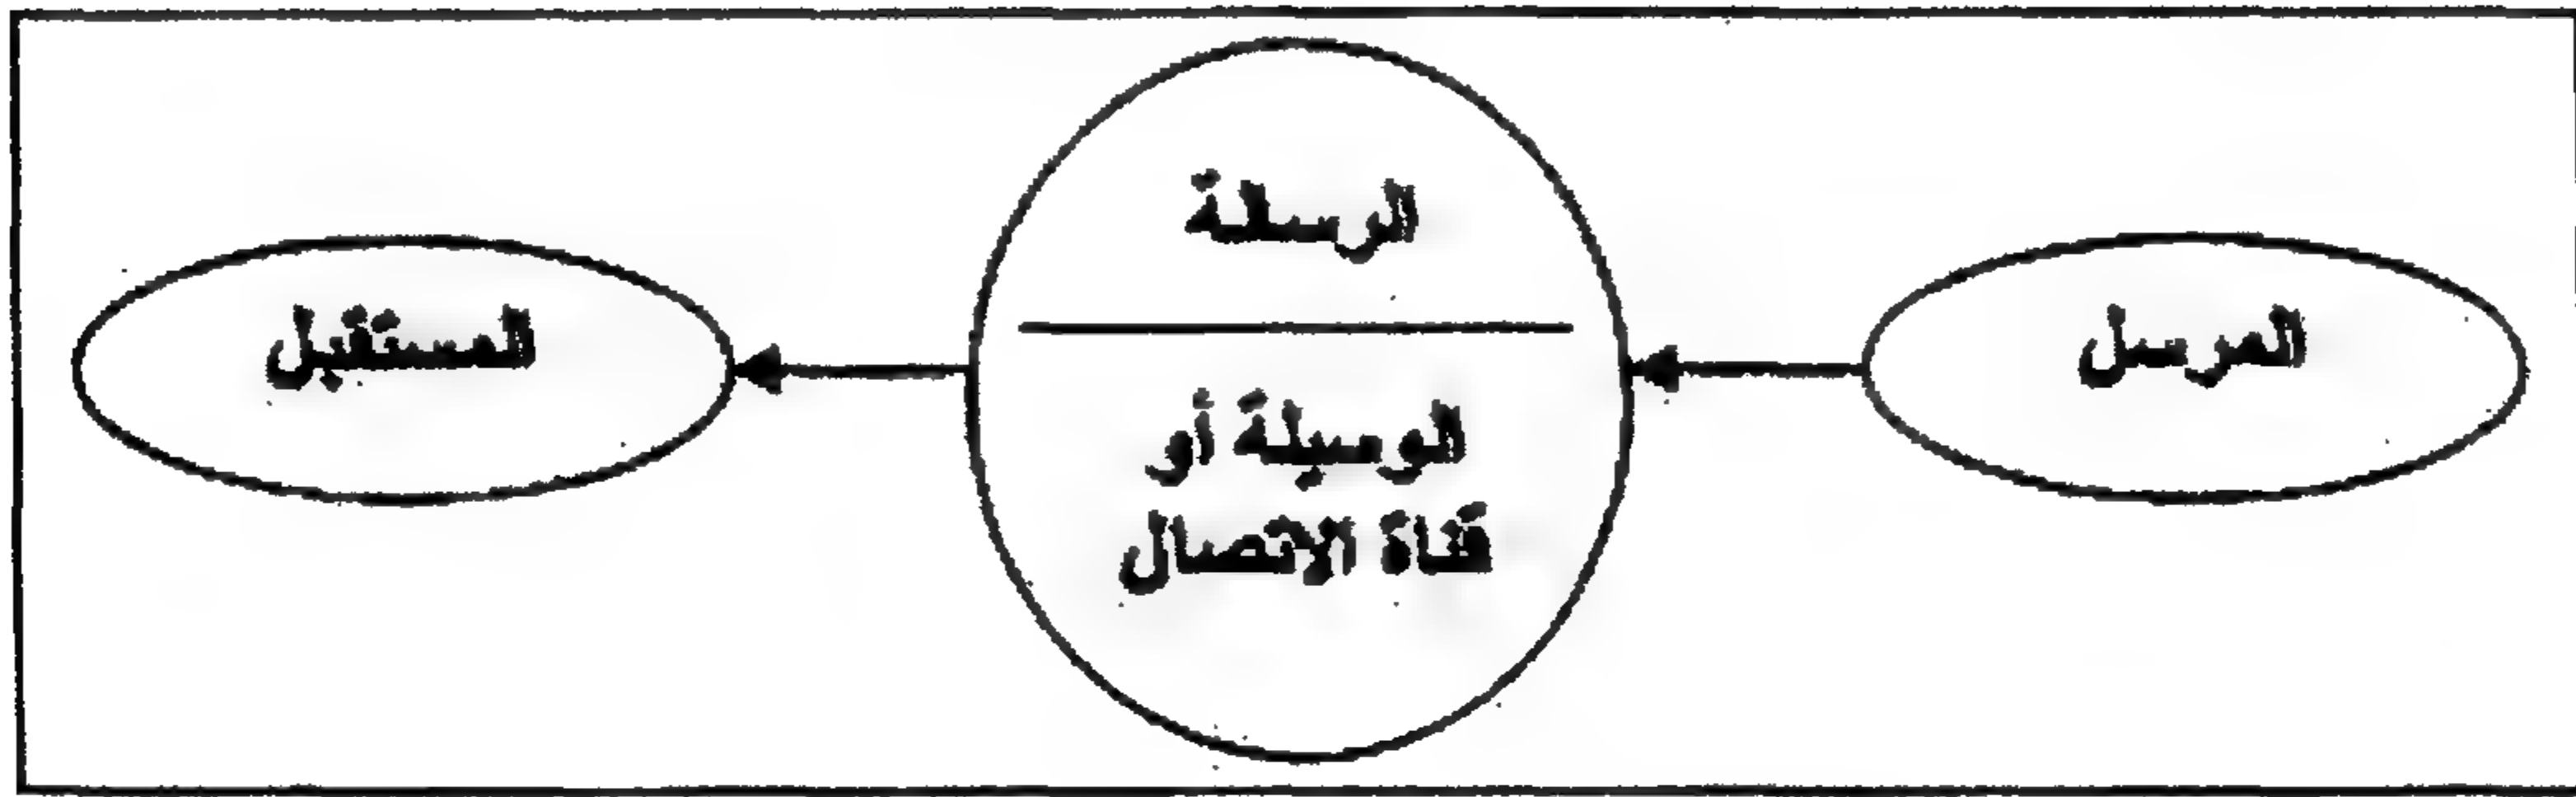 المرسل
الرسالة
الوسيلة أو
قناة الاتصال
المستقبل